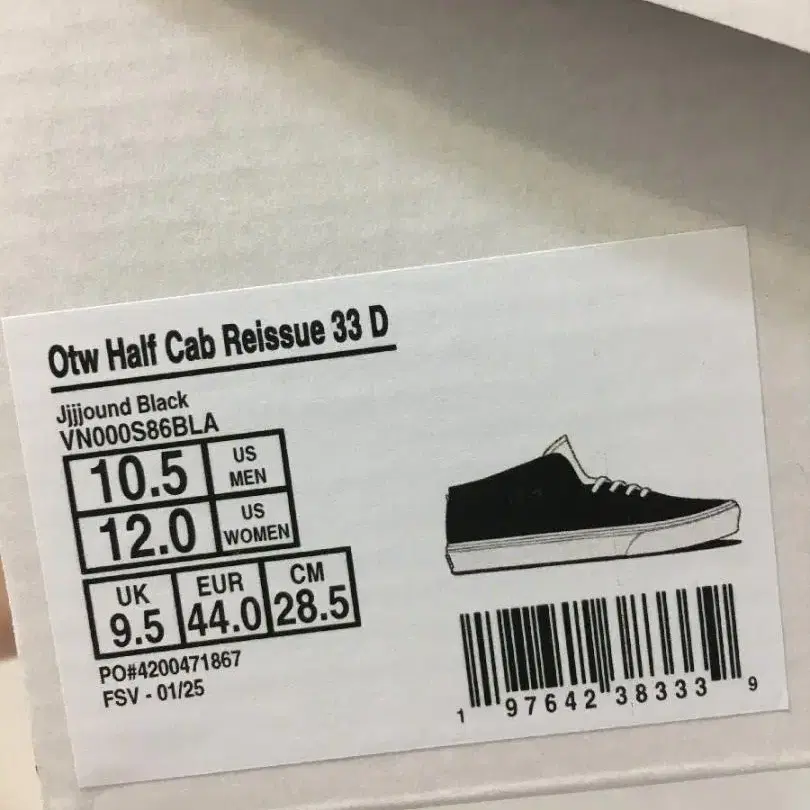 Otw Half Cab Reissue 33 D
Jjjjound Black
VN000S86BLA
10.5 US MEN
12.0 US WOMEN
UK EUR CM
9.5 44.0 28.5
PO#4200471867
FSV - 01/25
1 97642 38333 9